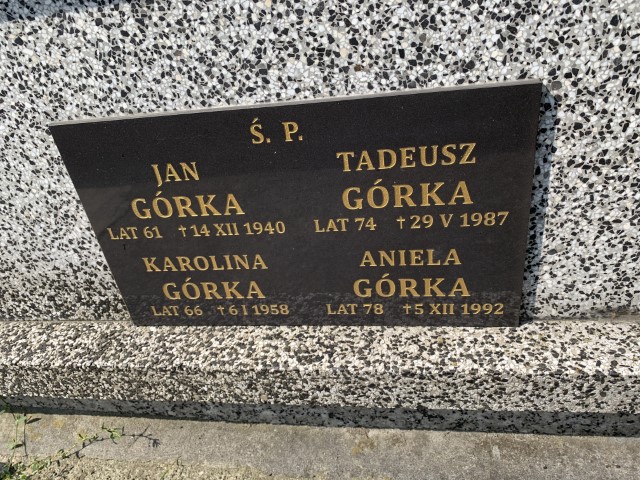 Ś. P.
JAN
GÓRKA
LAT 61 †14 XII 1940
TADEUSZ
GÓRKA
LAT 74 †29 V 1987
KAROLINA
GÓRKA
LAT 66 †6 I 1958
ANIELA
GÓRKA
LAT 78 †5 XII 1992